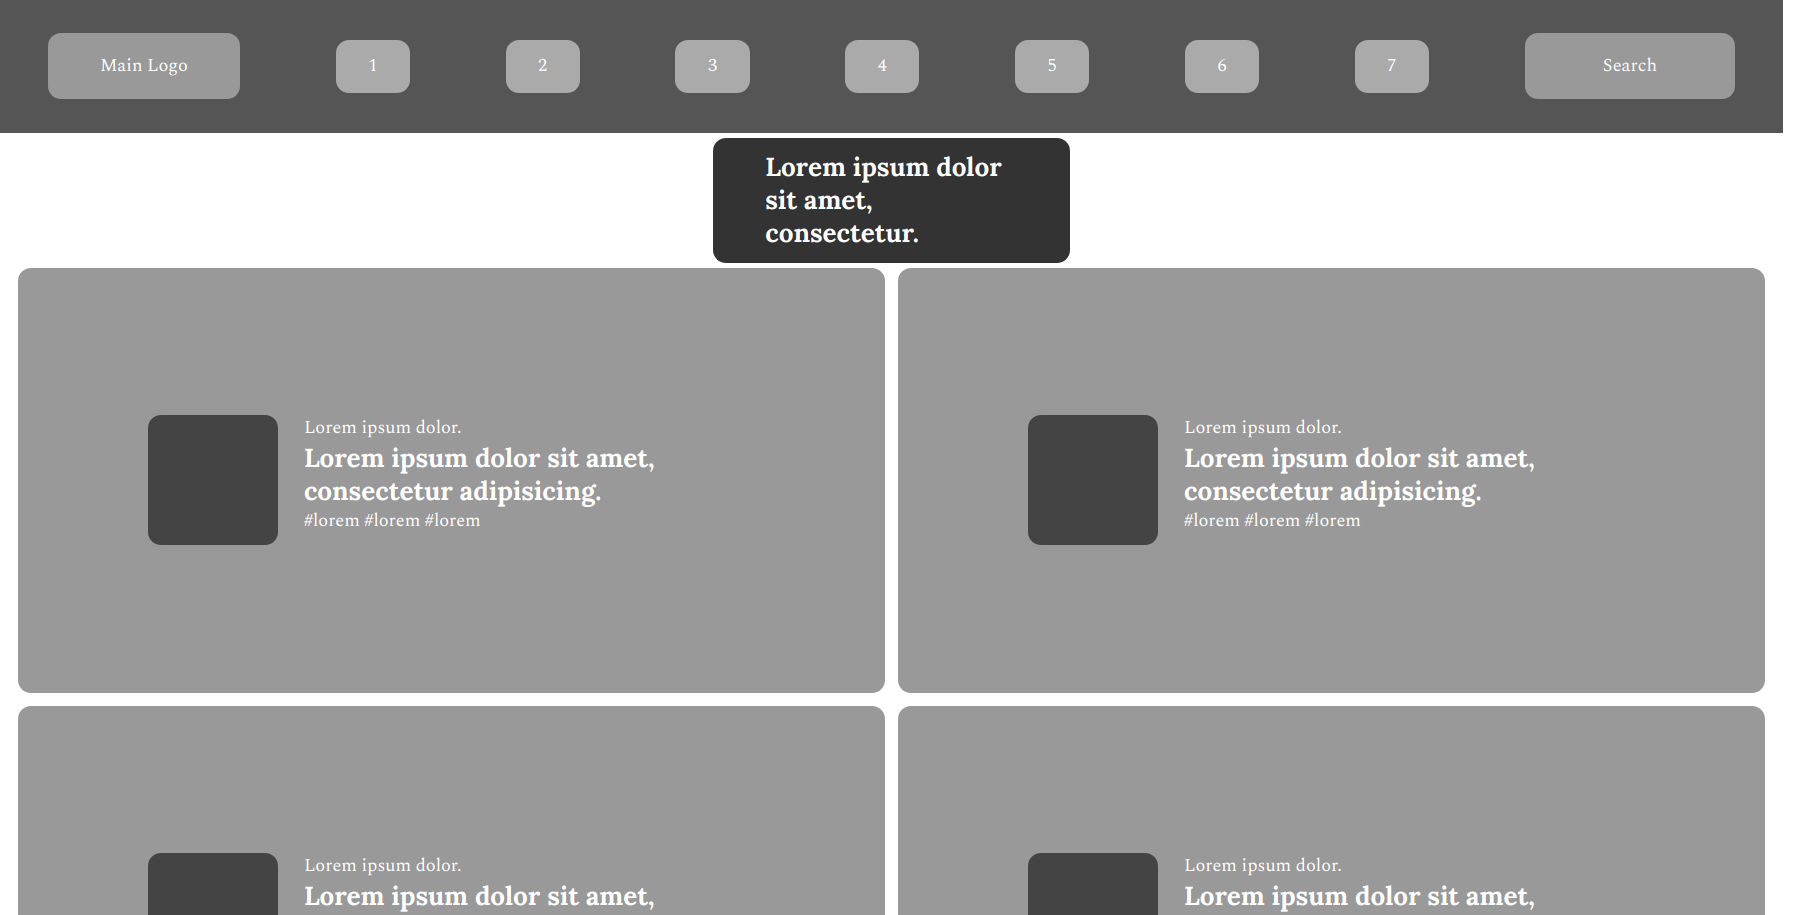 Main Logo
1
2
3
4
5
6
7
Search
Lorem ipsum dolor
sit amet,
consectetur.
Lorem ipsum dolor.
Lorem ipsum dolor sit amet,
consectetur adipisicing.
#lorem #lorem #lorem
Lorem ipsum dolor.
Lorem ipsum dolor sit amet,
consectetur adipisicing.
#lorem #lorem #lorem
Lorem ipsum dolor.
Lorem ipsum dolor sit amet,
Lorem ipsum dolor.
Lorem ipsum dolor sit amet,